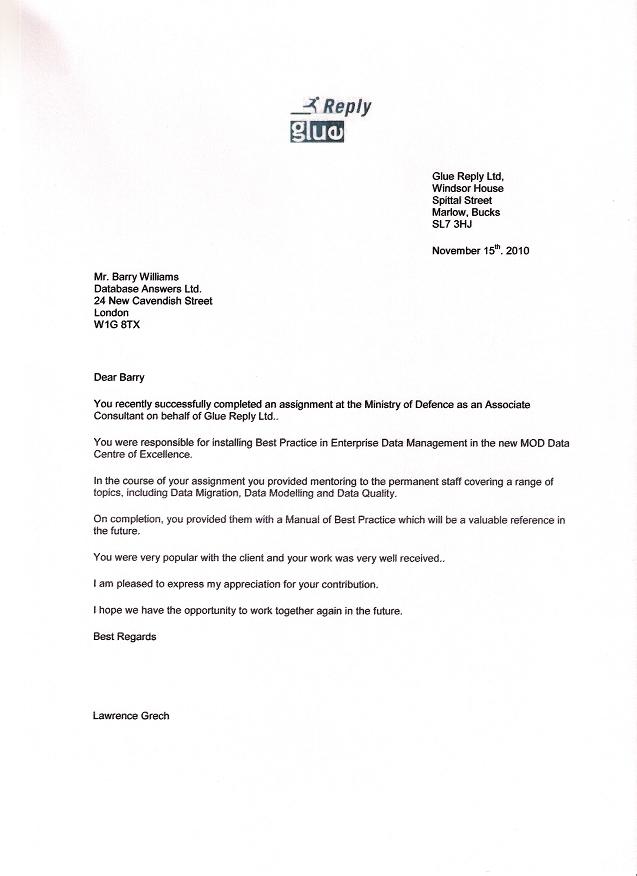 Reply
glue
Glue Reply Ltd,
Windsor House
Spittal Street
Marlow, Bucks
SL7 3HJ
November 15th. 2010
Mr. Barry Williams
Database Answers Ltd.
24 New Cavendish Street
London
W1G 8TX
Dear Barry
You recently successfully completed an assignment at the Ministry of Defence as an Associate
Consultant on behalf of Glue Reply Ltd..
You were responsible for installing Best Practice in Enterprise Data Management in the new MOD Data
Centre of Excellence.
In the course of your assignment you provided mentoring to the permanent staff covering a range of
topics, including Data Migration, Data Modelling and Data Quality.
On completion, you provided them with a Manual of Best Practice which will be a valuable reference in
the future.
You were very popular with the client and your work was very well received..
I am pleased to express my appreciation for your contribution.
I hope we have the opportunity to work together again in the future.
Best Regards
Lawrence Grech